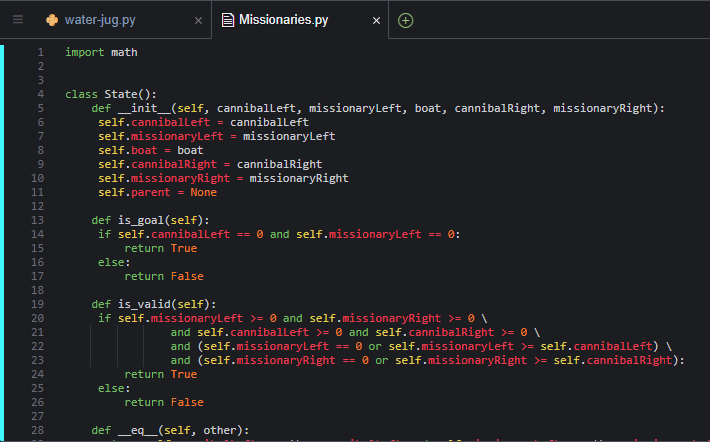 water-jug.py × Missionaries.py ×
1 import math
2
3
4 class State():
5 def __init__(self, cannibalLeft, missionaryLeft, boat, cannibalRight, missionaryRight):
6 self.cannibalLeft = cannibalLeft
7 self.missionaryLeft = missionaryLeft
8 self.boat = boat
9 self.cannibalRight = cannibalRight
10 self.missionaryRight = missionaryRight
11 self.parent = None
12
13 def is_goal(self):
14 if self.cannibalLeft == 0 and self.missionaryLeft == 0:
15 return True
16 else:
17 return False
18
19 def is_valid(self):
20 if self.missionaryLeft >= 0 and self.missionaryRight >= 0 \
21 and self.cannibalLeft >= 0 and self.cannibalRight >= 0 \
22 and (self.missionaryLeft == 0 or self.missionaryLeft >= self.cannibalLeft) \
23 and (self.missionaryRight == 0 or self.missionaryRight >= self.cannibalRight):
24 return True
25 else:
26 return False
27
28 def __eq__(self, other):